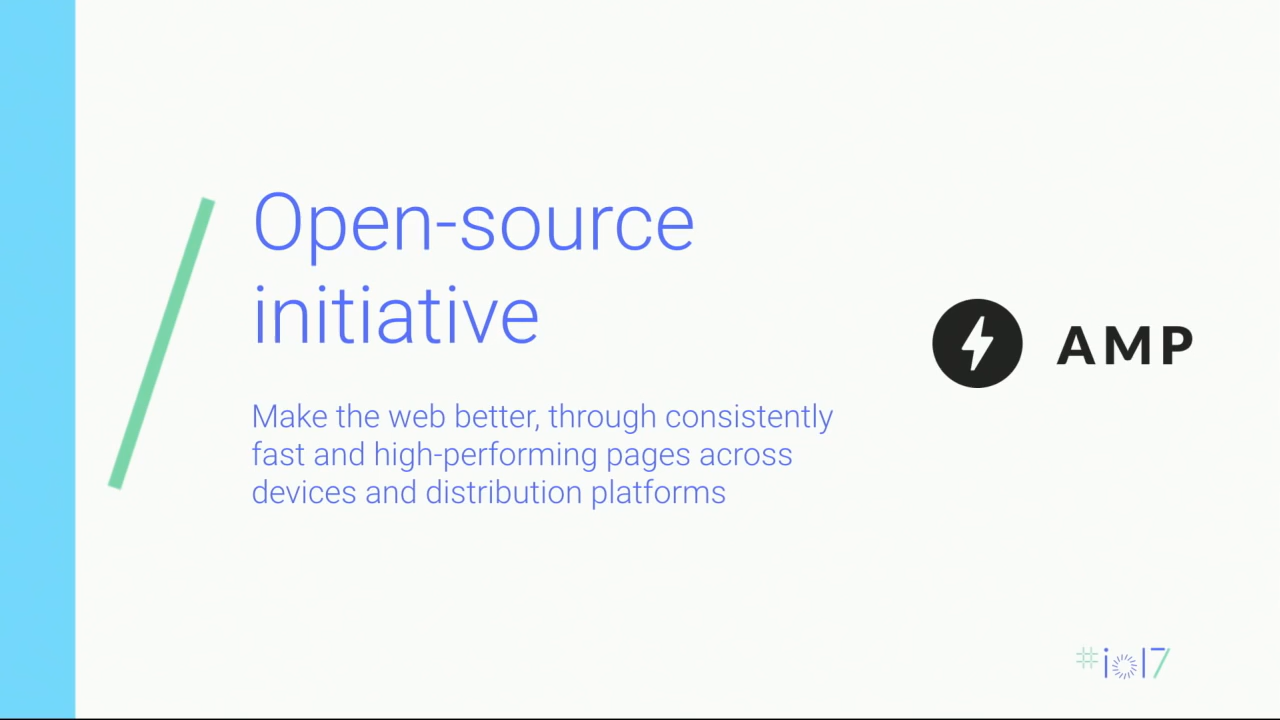 Open-source
initiative
Make the web better, through consistently
fast and high-performing pages across
devices and distribution platforms
AMP
#io17